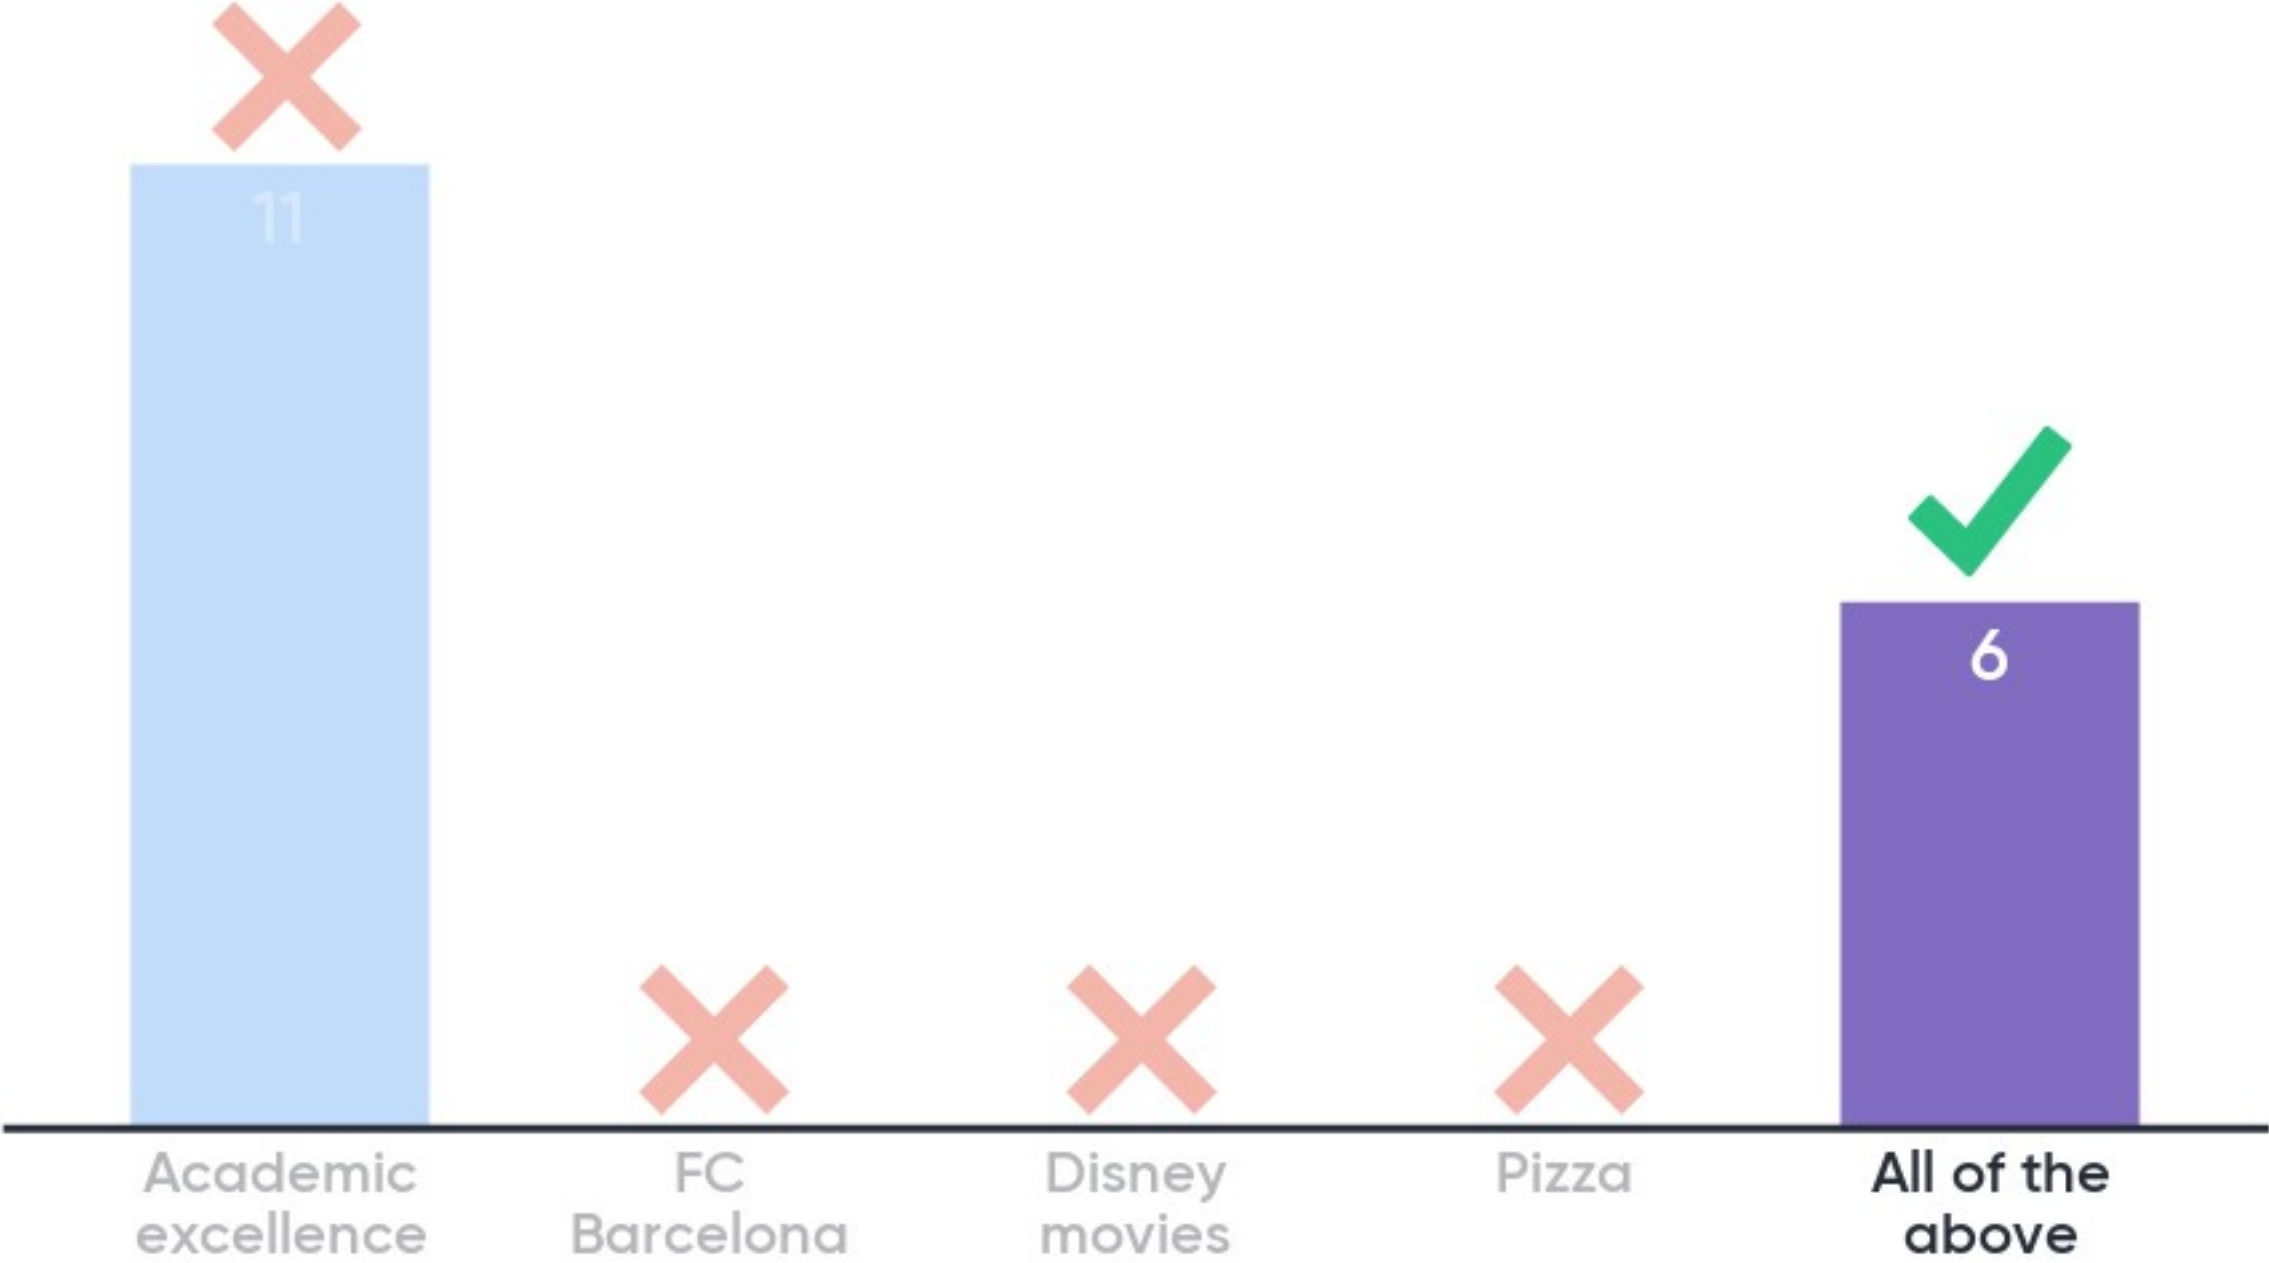 11
6
Academic
excellence
FC
Barcelona
Disney
movies
Pizza
All of the
above